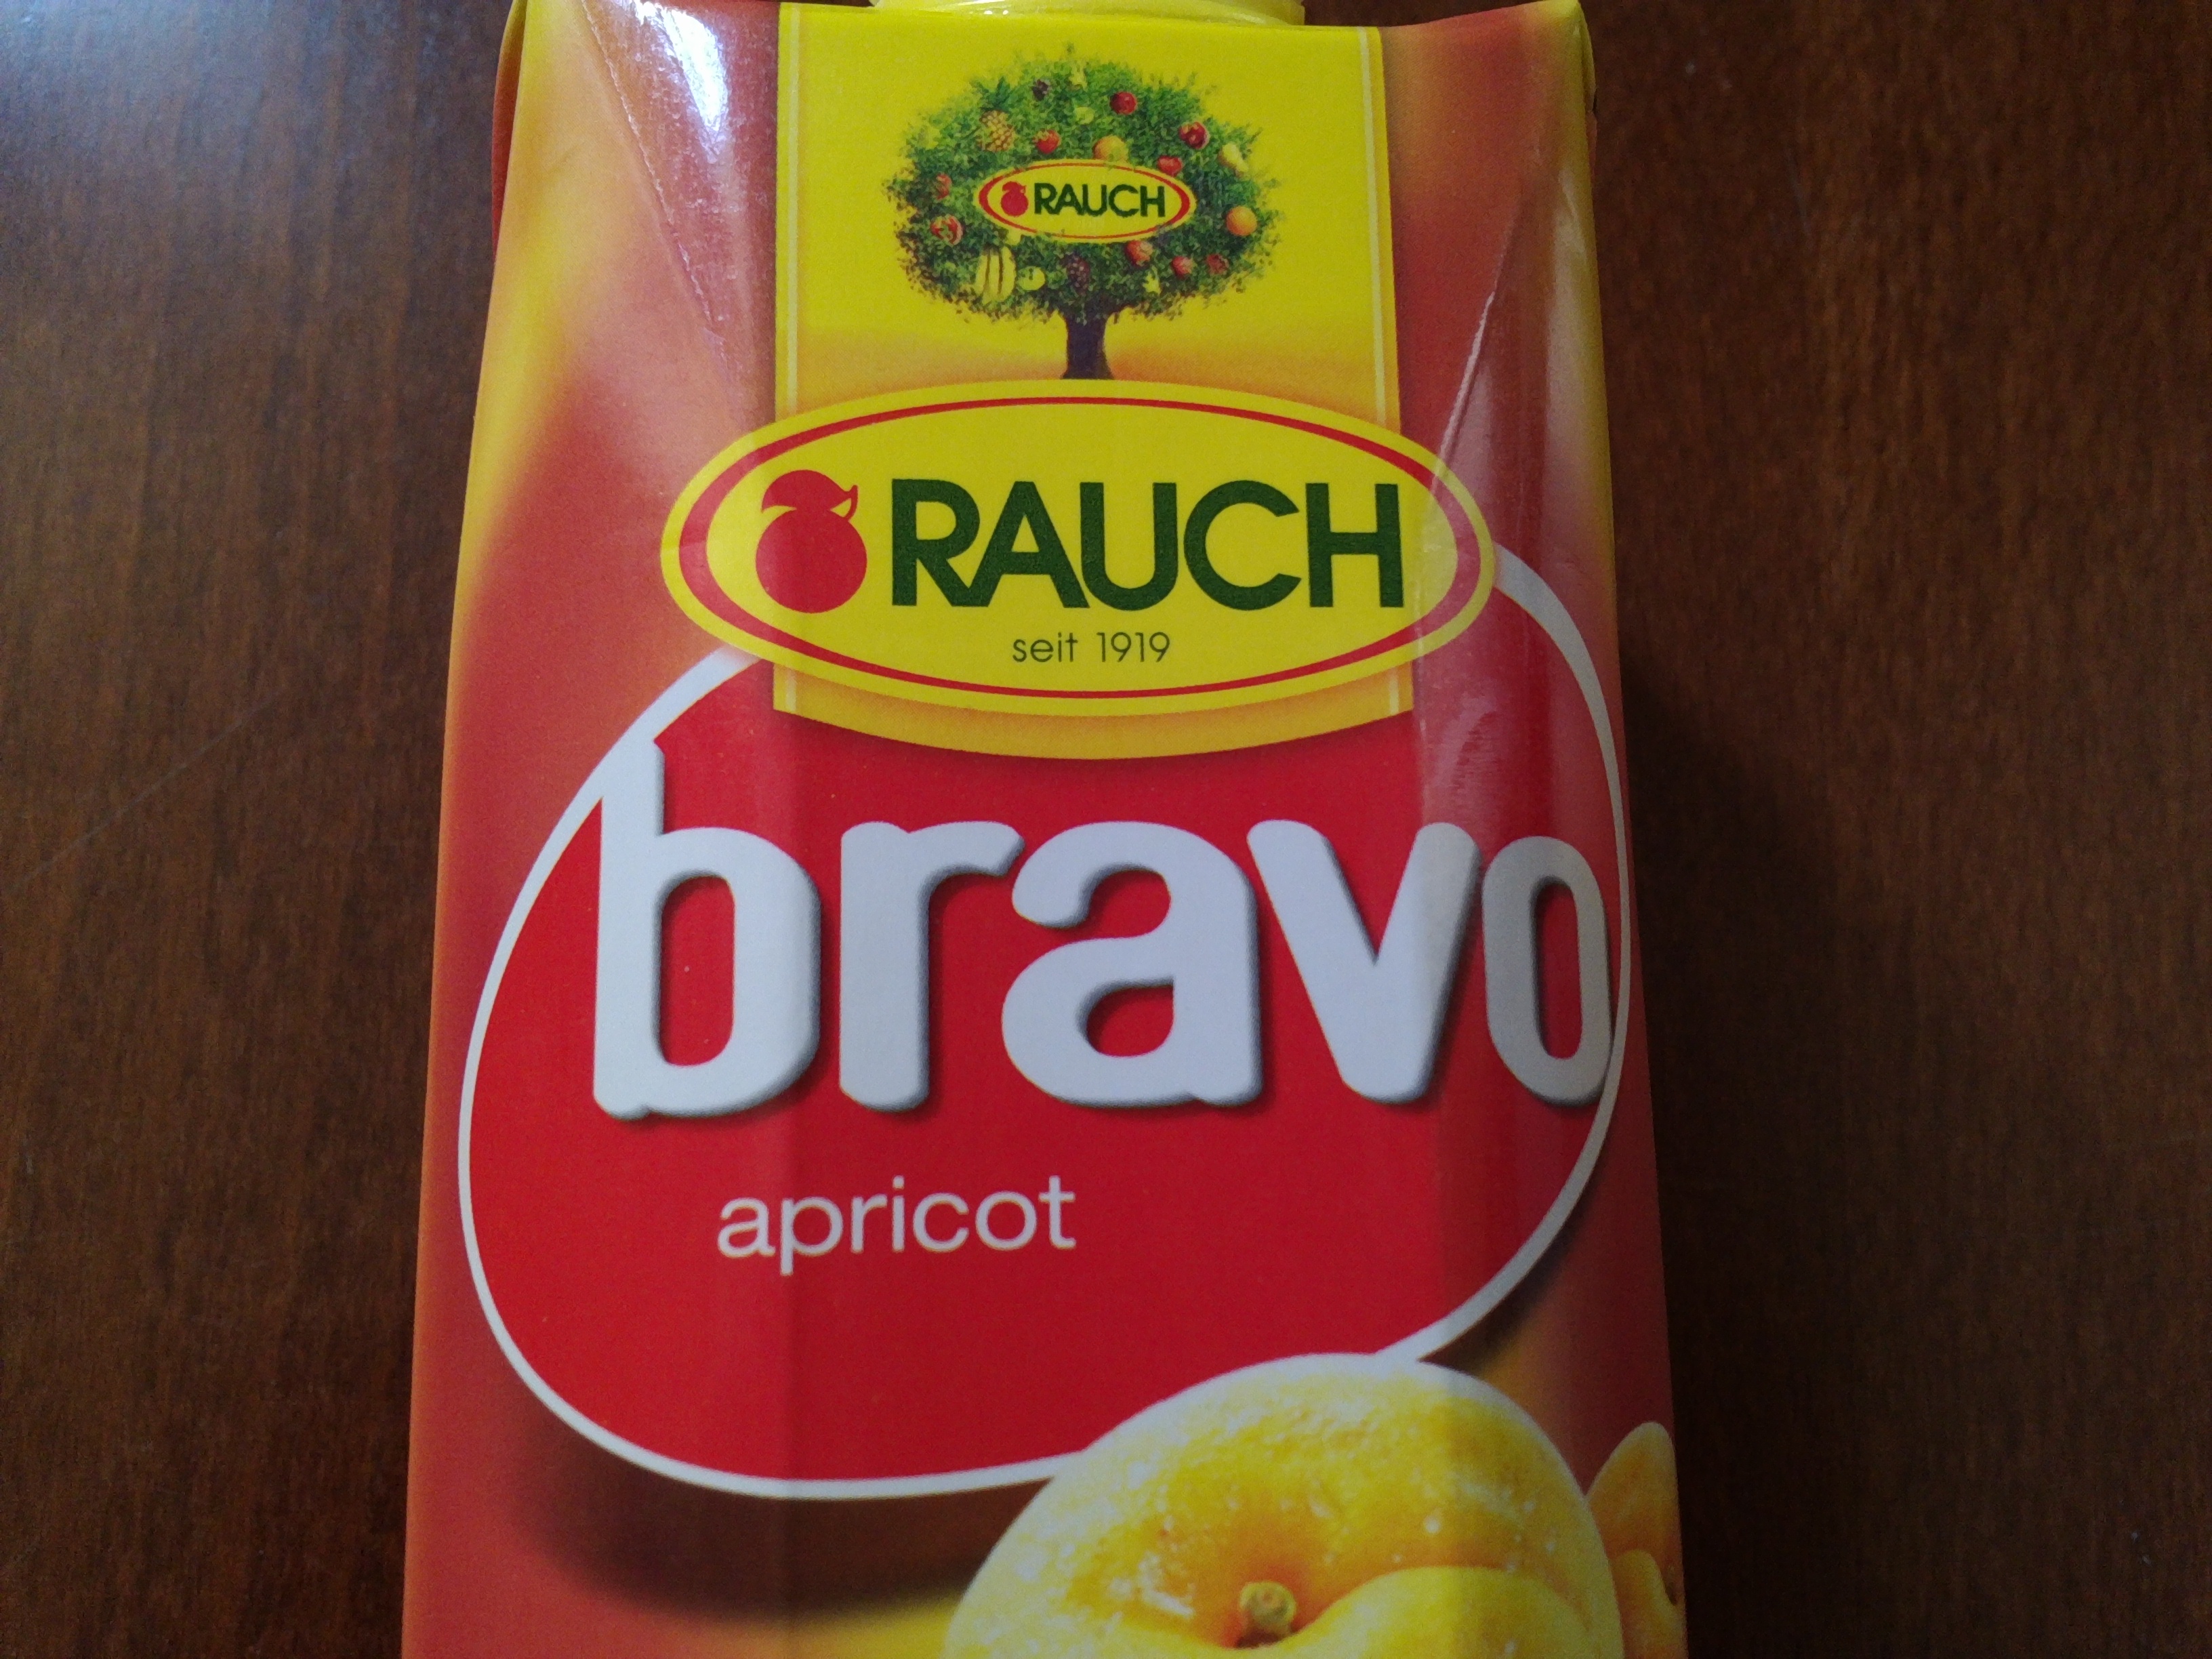 RAUCH
RAUCH
seit 1919
bravo
apricot